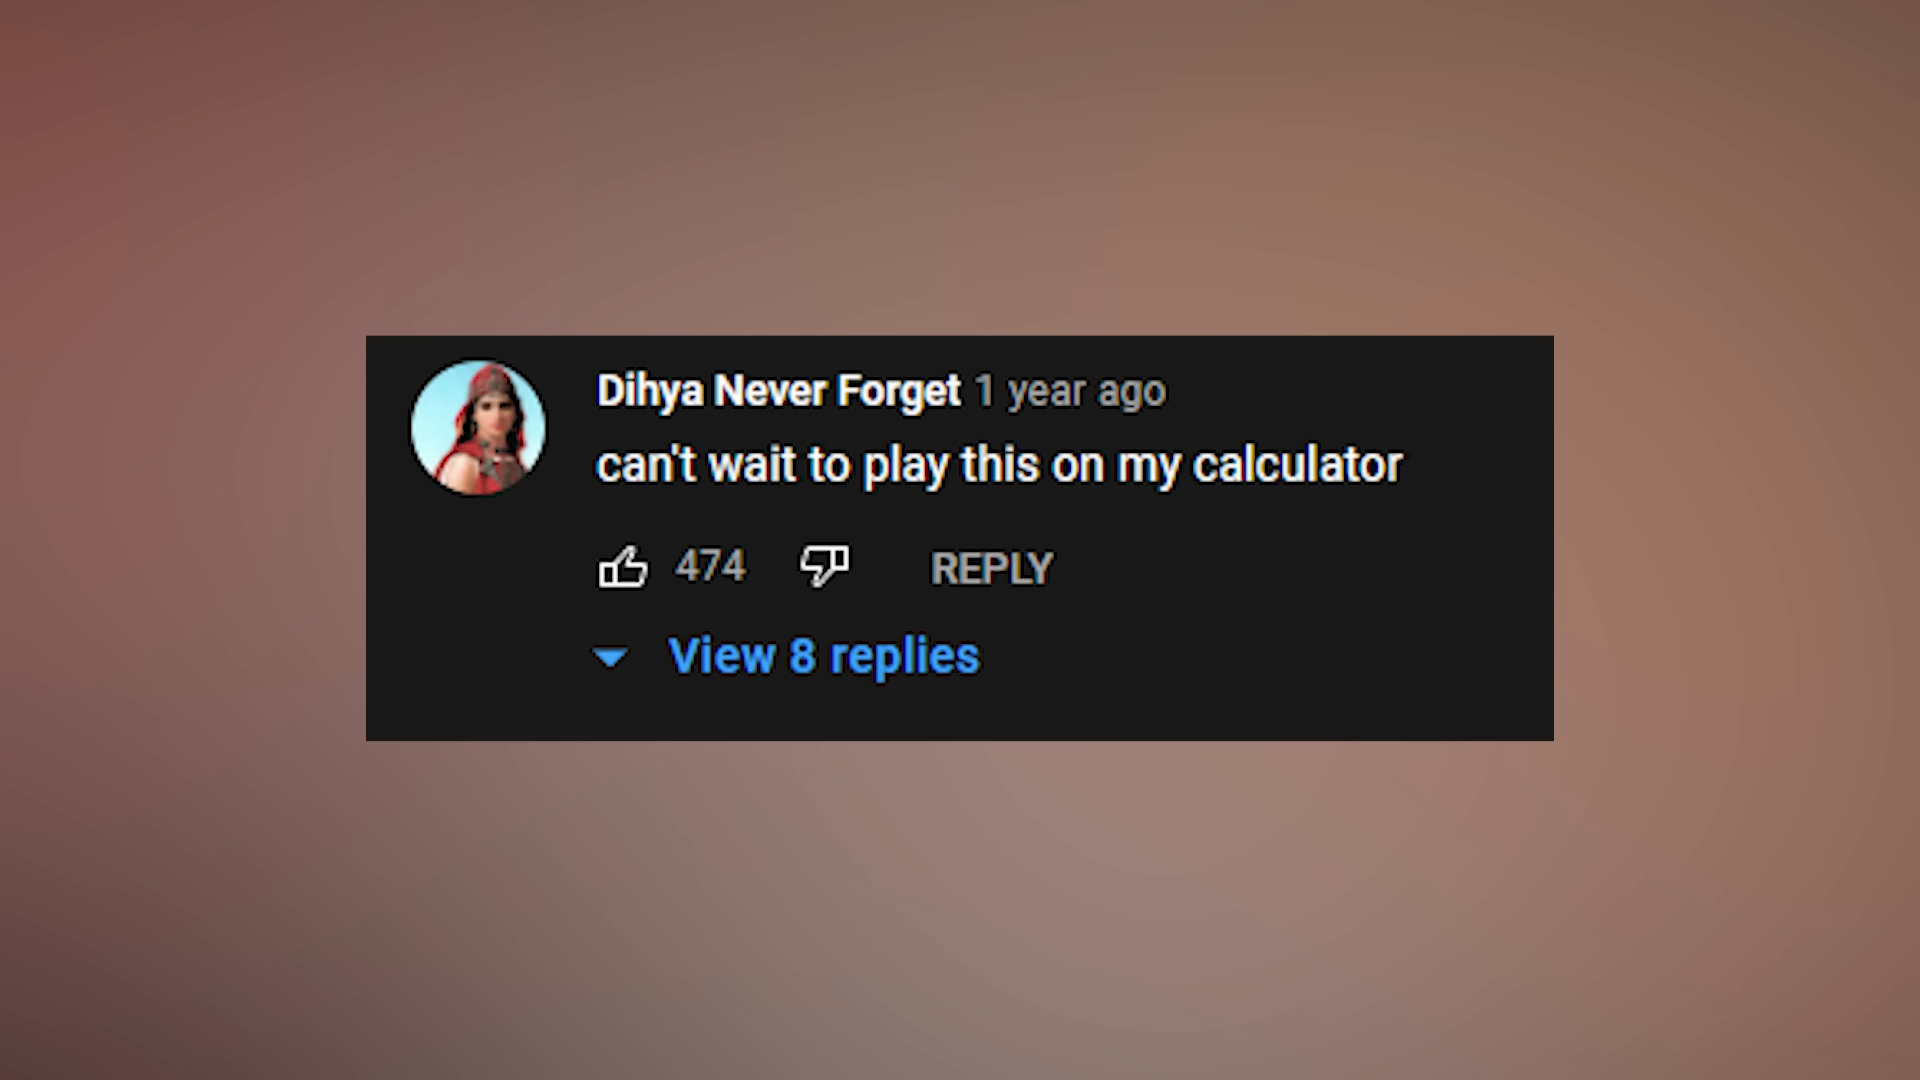 Dihya Never Forget 1 year ago
can't wait to play this on my calculator
474 REPLY
View 8 replies